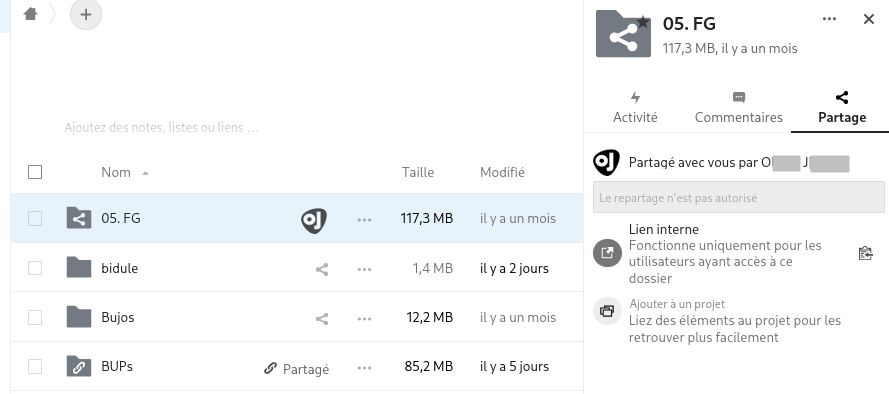 Ajoutez des notes, listes ou liens ...
Nom Taille Modifié
05. FG 117,3 MB il y a un mois
bidule 1,4 MB il y a 2 jours
Bujos 12,2 MB il y a un mois
BUPs Partagé 85,2 MB il y a 5 jours
05. FG
117,3 MB, il y a un mois
Activité Commentaires Partage
OJ Partagé avec vous par O J
Le repartage n'est pas autorisé
Lien interne
Fonctionne uniquement pour les
utilisateurs ayant accès à ce
dossier
Ajouter à un projet
Liez des éléments au projet pour les
retrouver plus facilement